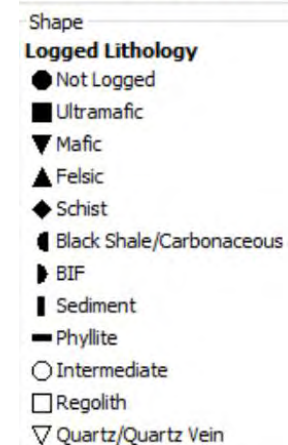 Shape
Logged Lithology
Not Logged
Ultramafic
Mafic
Felsic
Schist
Black Shale/Carbonaceous
BIF
Sediment
Phyllite
Intermediate
Regolith
Quartz/Quartz Vein